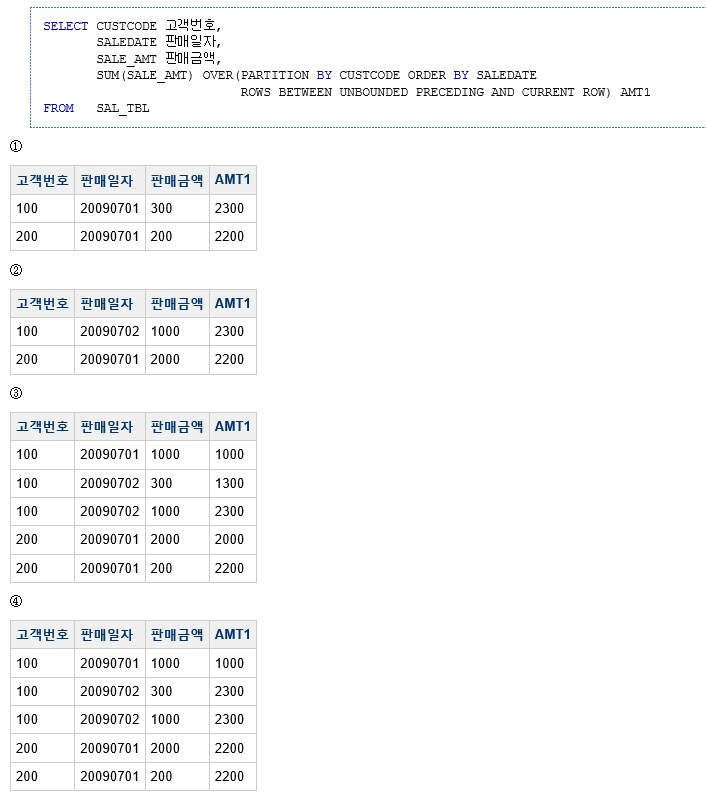 SELECT CUSTCODE 고객번호,
SALEDATE 판매일자,
SALE_AMT 판매금액,
SUM(SALE_AMT) OVER(PARTITION BY CUSTCODE ORDER BY SALEDATE
ROWS BETWEEN UNBOUNDED PRECEDING AND CURRENT ROW) AMT1
FROM SAL_TBL
①
고객번호 판매일자 판매금액 AMT1
100 20090701 300 2300
200 20090701 200 2200
②
고객번호 판매일자 판매금액 AMT1
100 20090702 1000 2300
200 20090701 2000 2200
③
고객번호 판매일자 판매금액 AMT1
100 20090701 1000 1000
100 20090702 300 1300
100 20090702 1000 2300
200 20090701 2000 2000
200 20090701 200 2200
④
고객번호 판매일자 판매금액 AMT1
100 20090701 1000 1000
100 20090702 300 2300
100 20090702 1000 2300
200 20090701 2000 2200
200 20090701 200 2200